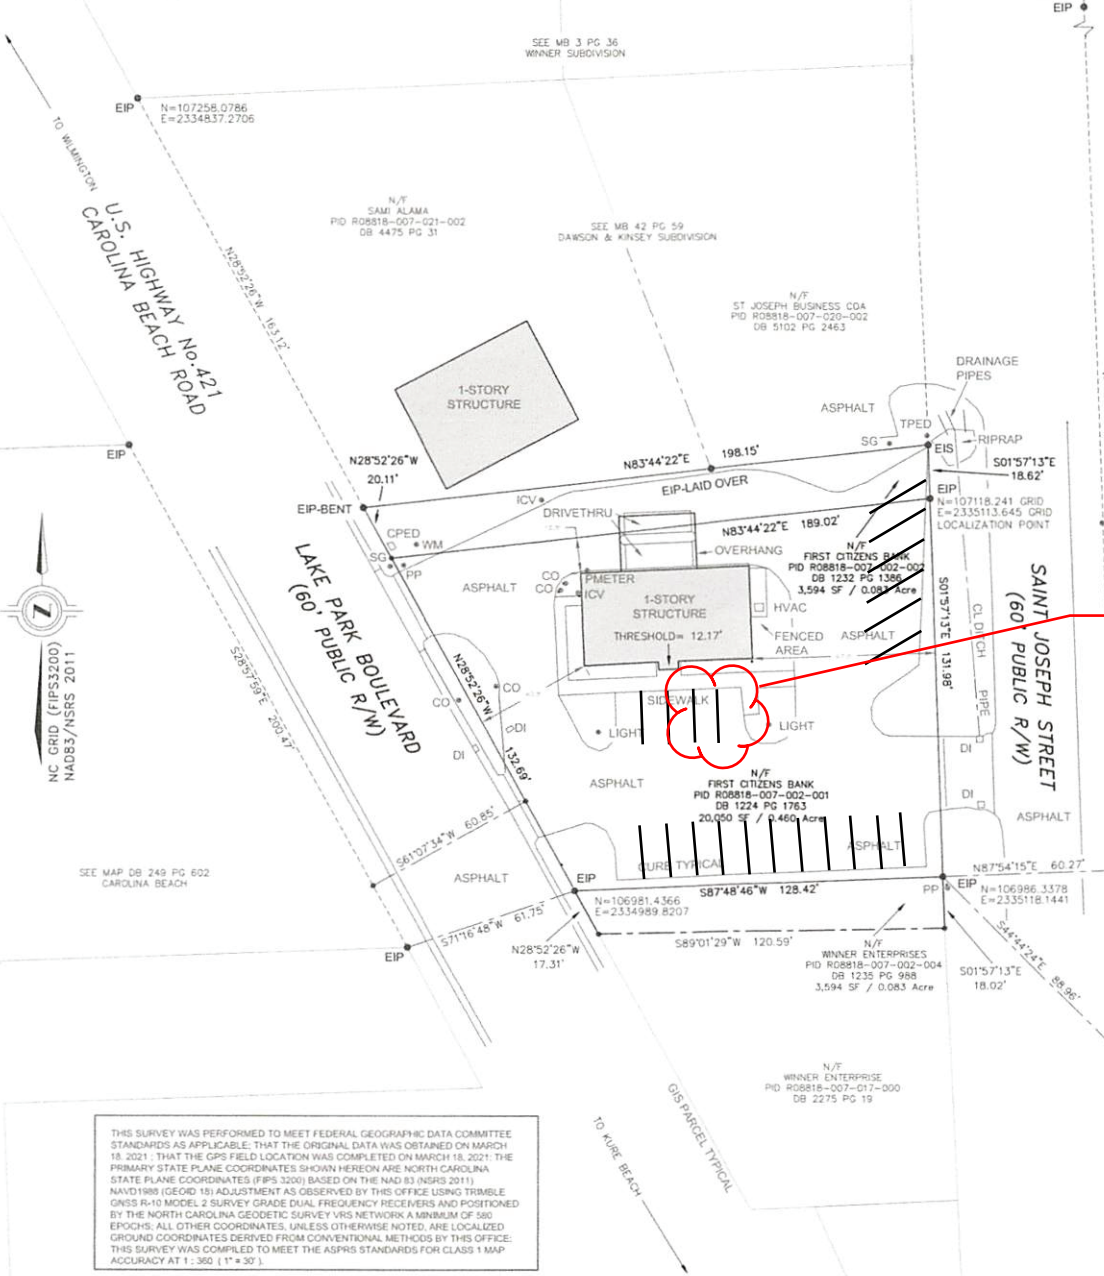 EIP
SEE MB 3 PG 36
WINNER SUBDIVISION
EIP
N=107258.0786
E=2334837.2706
TO WILMINGTON
U.S. HIGHWAY No.421
CAROLINA BEACH ROAD
N28°52'26"W 163.12'
N/F
SAMI ALAMA
PID R08818-007-021-002
DB 4475 PG 31
SEE MB 42 PG 59
DAWSON & KINSEY SUBDIVISION
N/F
ST JOSEPH BUSINESS COA
PID R08818-007-020-002
DB 5102 PG 2463
1-STORY
STRUCTURE
DRAINAGE
PIPES
ASPHALT
TPED
SG
EIS
RIPRAP
EIP
N28°52'26"W
20.11'
N83°44'22"E 198.15'
EIP-LAID OVER
S01°57'13"E
18.62'
EIP
N=107118.241 GRID
E=2335113.645 GRID
LOCALIZATION POINT
EIP-BENT
ICV
DRIVETHRU
N83°44'22"E 189.02'
OVERHANG
CPED
WM
SG
PP
N/F
FIRST CITIZENS BANK
PID R08818-007-002-002
DB 1232 PG 1386
3,594 SF / 0.083 Acre
ASPHALT
CO
CO
PMETER
ICV
1-STORY
STRUCTURE
THRESHOLD= 12.17'
HVAC
FENCED
AREA
ASPHALT
S01°57'13"E 131.98'
CL DITCH
PIPE
SAINT JOSEPH STREET
(60' PUBLIC R/W)
LAKE PARK BOULEVARD
(60' PUBLIC R/W)
NC GRID (FIPS3200)
NAD83/NSRS 2011
S28°57'59"E 200.47'
N28°52'26"W
132.69'
CO
CO
DI
DI
SIDEWALK
LIGHT
LIGHT
DI
DI
ASPHALT
N/F
FIRST CITIZENS BANK
PID R08818-007-002-001
DB 1224 PG 1763
20,050 SF / 0.460 Acre
ASPHALT
S61°07'34"W 60.85'
CURB TYPICAL
ASPHALT
SEE MAP DB 249 PG 602
CAROLINA BEACH
ASPHALT
EIP
S87°48'46"W 128.42'
PP
EIP
N87°54'15"E 60.27'
N=106986.3378
E=2335118.1441
N=106981.4366
E=2334989.8207
S71°16'48"W 61.75'
EIP
N28°52'26"W
17.31'
S89°01'29"W 120.59'
N/F
WINNER ENTERPRISES
PID R08818-007-002-004
DB 1235 PG 988
3,594 SF / 0.083 Acre
S01°57'13"E
18.02'
S44°44'24"E 88.96'
N/F
WINNER ENTERPRISE
PID R08818-007-017-000
DB 2275 PG 19
GIS PARCEL TYPICAL
TO KURE BEACH
THIS SURVEY WAS PERFORMED TO MEET FEDERAL GEOGRAPHIC DATA COMMITTEE
STANDARDS AS APPLICABLE; THAT THE ORIGINAL DATA WAS OBTAINED ON MARCH
18, 2021 ; THAT THE GPS FIELD LOCATION WAS COMPLETED ON MARCH 18, 2021; THE
PRIMARY STATE PLANE COORDINATES SHOWN HEREON ARE NORTH CAROLINA
STATE PLANE COORDINATES (FIPS 3200) BASED ON THE NAD 83 (NSRS 2011)
NAVD1988 (GEOID 18) ADJUSTMENT AS OBSERVED BY THIS OFFICE USING TRIMBLE
GNSS R-10 MODEL 2 SURVEY GRADE DUAL FREQUENCY RECEIVERS AND POSITIONED
BY THE NORTH CAROLINA GEODETIC SURVEY VRS NETWORK A MINIMUM OF 580
EPOCHS; ALL OTHER COORDINATES, UNLESS OTHERWISE NOTED, ARE LOCALIZED
GROUND COORDINATES DERIVED FROM CONVENTIONAL METHODS BY THIS OFFICE;
THIS SURVEY WAS COMPILED TO MEET THE ASPRS STANDARDS FOR CLASS 1 MAP
ACCURACY AT 1 : 360 ( 1" = 30' ).